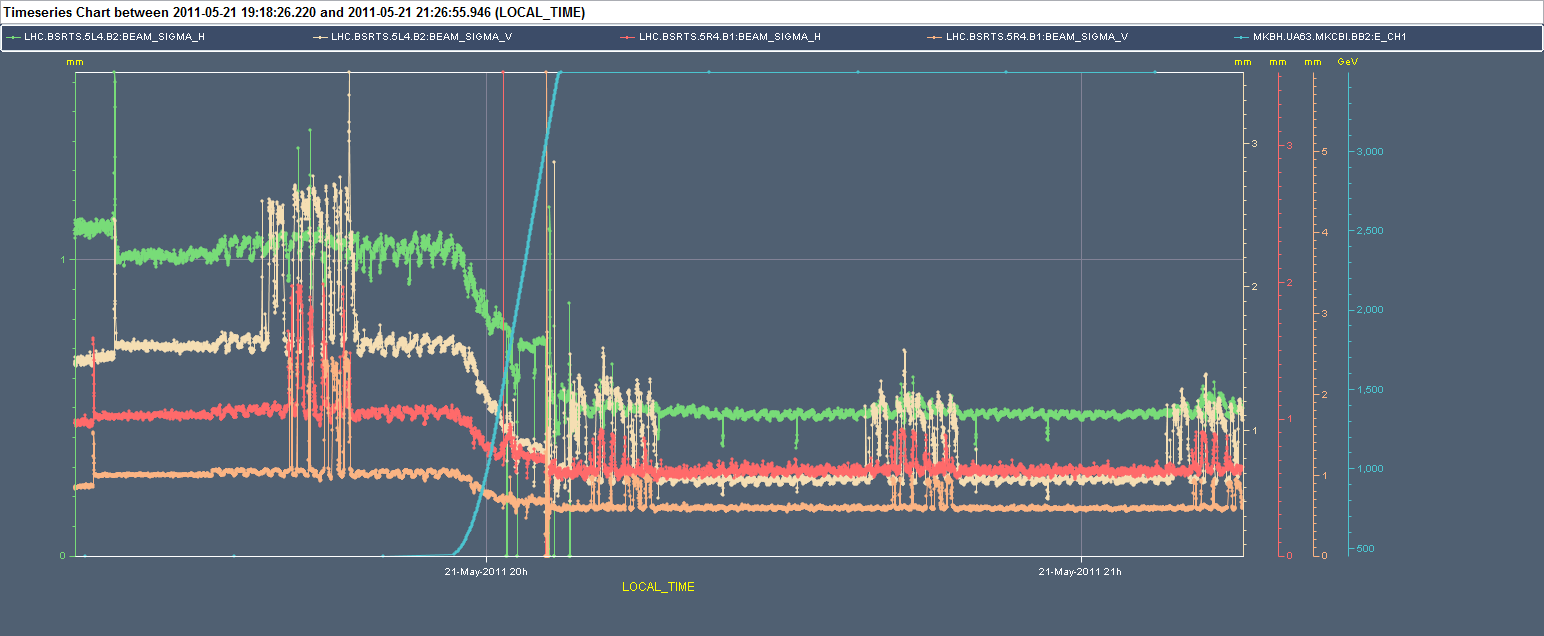 Timeseries Chart between 2011-05-21 19:18:26.220 and 2011-05-21 21:26:55.946 (LOCAL_TIME)
LHC.BSRTS.5L4.B2:BEAM_SIGMA_H LHC.BSRTS.5L4.B2:BEAM_SIGMA_V LHC.BSRTS.5R4.B1:BEAM_SIGMA_H LHC.BSRTS.5R4.B1:BEAM_SIGMA_V MKBH.UA63.MKCBI.BB2:E_CH1
mm mm mm mm GeV
3 3 5 3,000
4 2,500
1 2 2 3 2,000
2 1,500
1 1 1 1,000
0 0 0 500
21-May-2011 20h 21-May-2011 21h
LOCAL_TIME